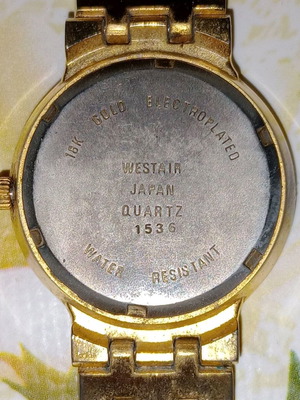 18K GOLD ELECTROPLATED
WESTAIR
JAPAN
QUARTZ
1536
WATER RESISTANT